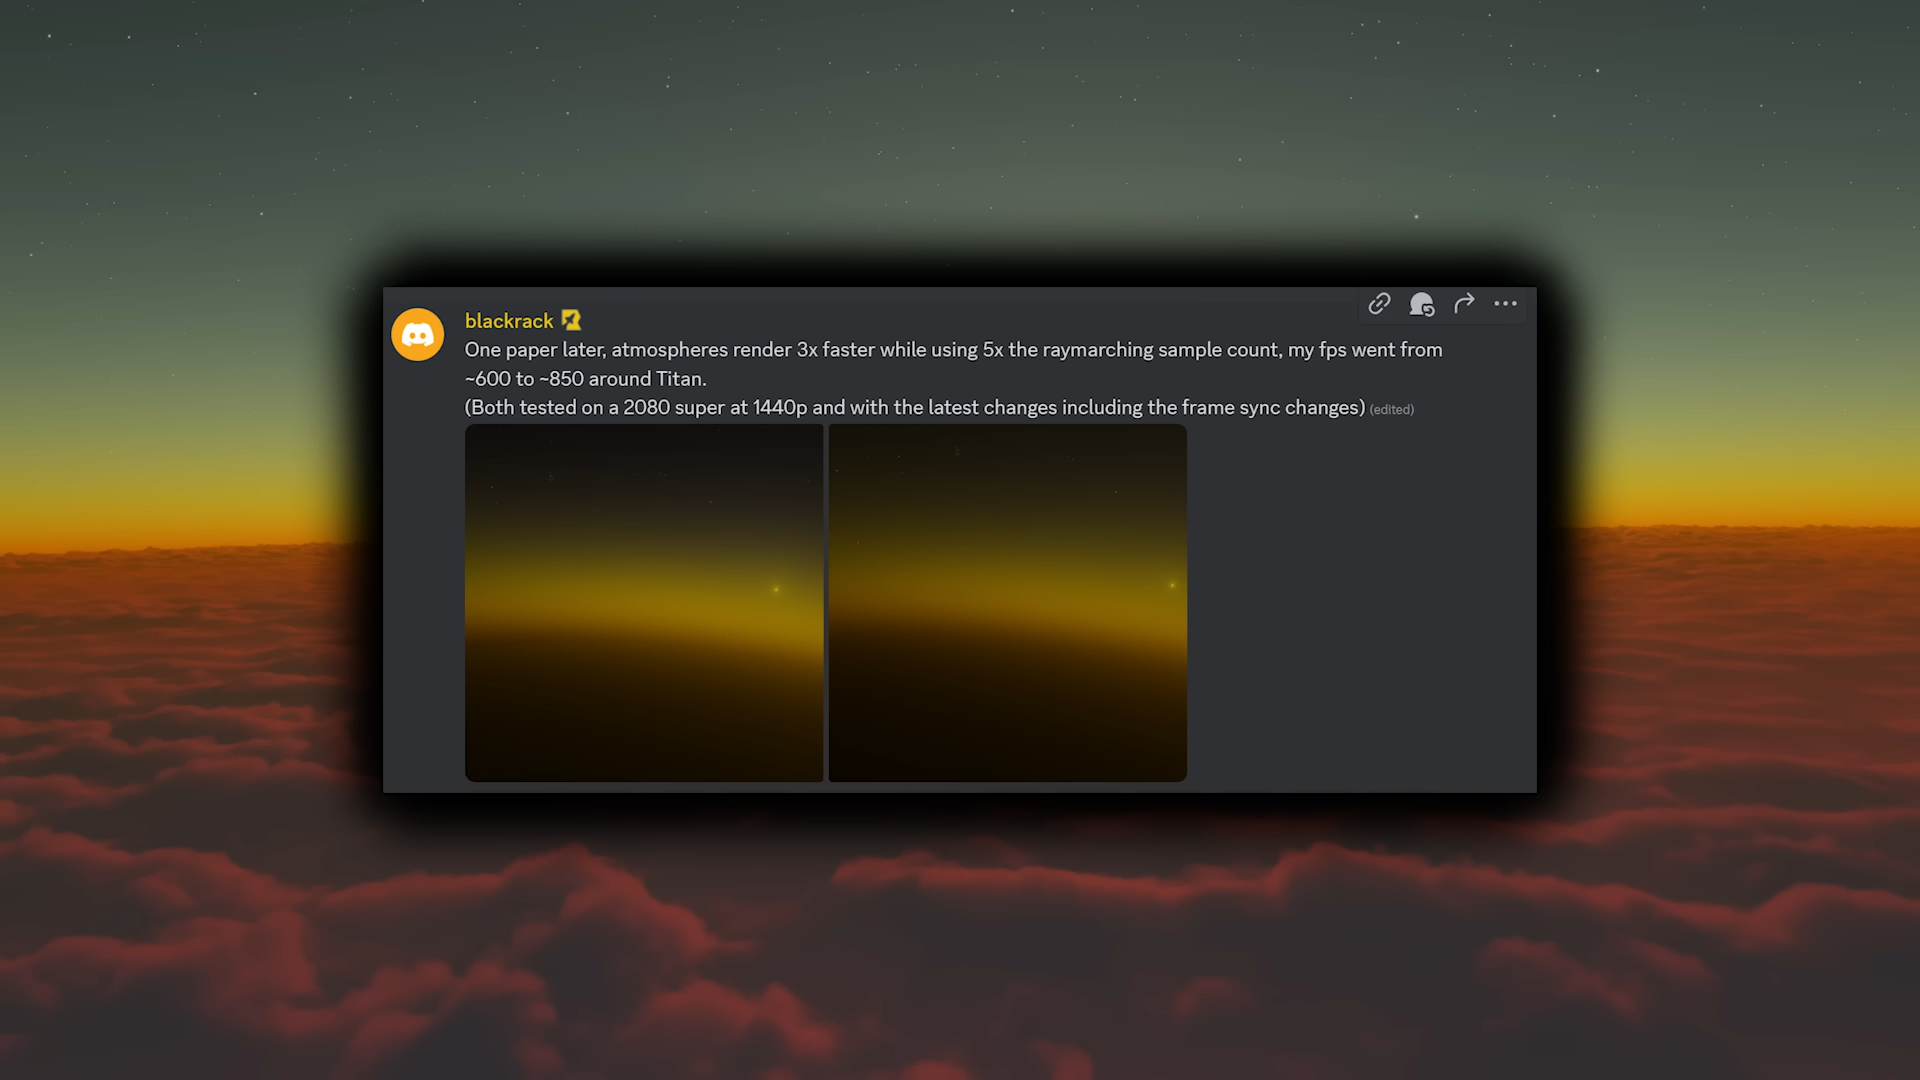 blackrack
One paper later, atmospheres render 3x faster while using 5x the raymarching sample count, my fps went from
~600 to ~850 around Titan.
(Both tested on a 2080 super at 1440p and with the latest changes including the frame sync changes) (edited)